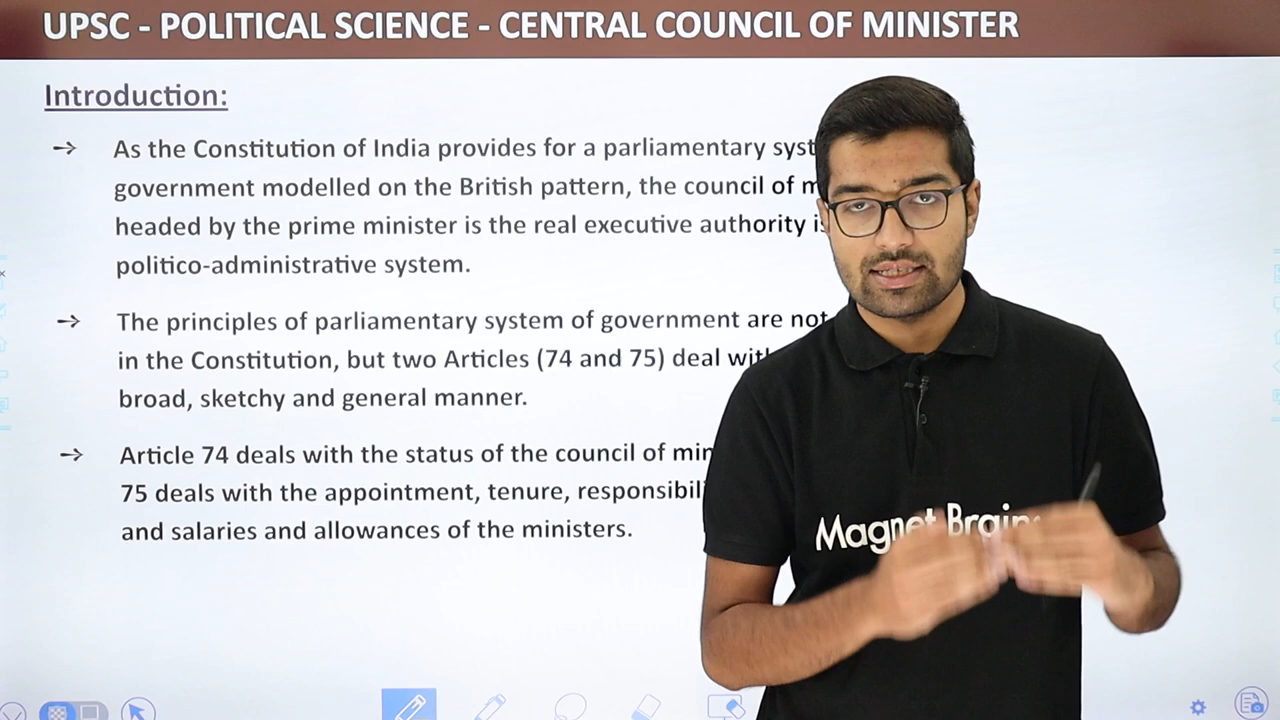 UPSC - POLITICAL SCIENCE - CENTRAL COUNCIL OF MINISTER
Introduction:
→ As the Constitution of India provides for a parliamentary syst
government modelled on the British pattern, the council of m
headed by the prime minister is the real executive authority is
politico-administrative system.
→ The principles of parliamentary system of government are not
in the Constitution, but two Articles (74 and 75) deal with
broad, sketchy and general manner.
→ Article 74 deals with the status of the council of min
75 deals with the appointment, tenure, responsibili
and salaries and allowances of the ministers.
Magnet Brains